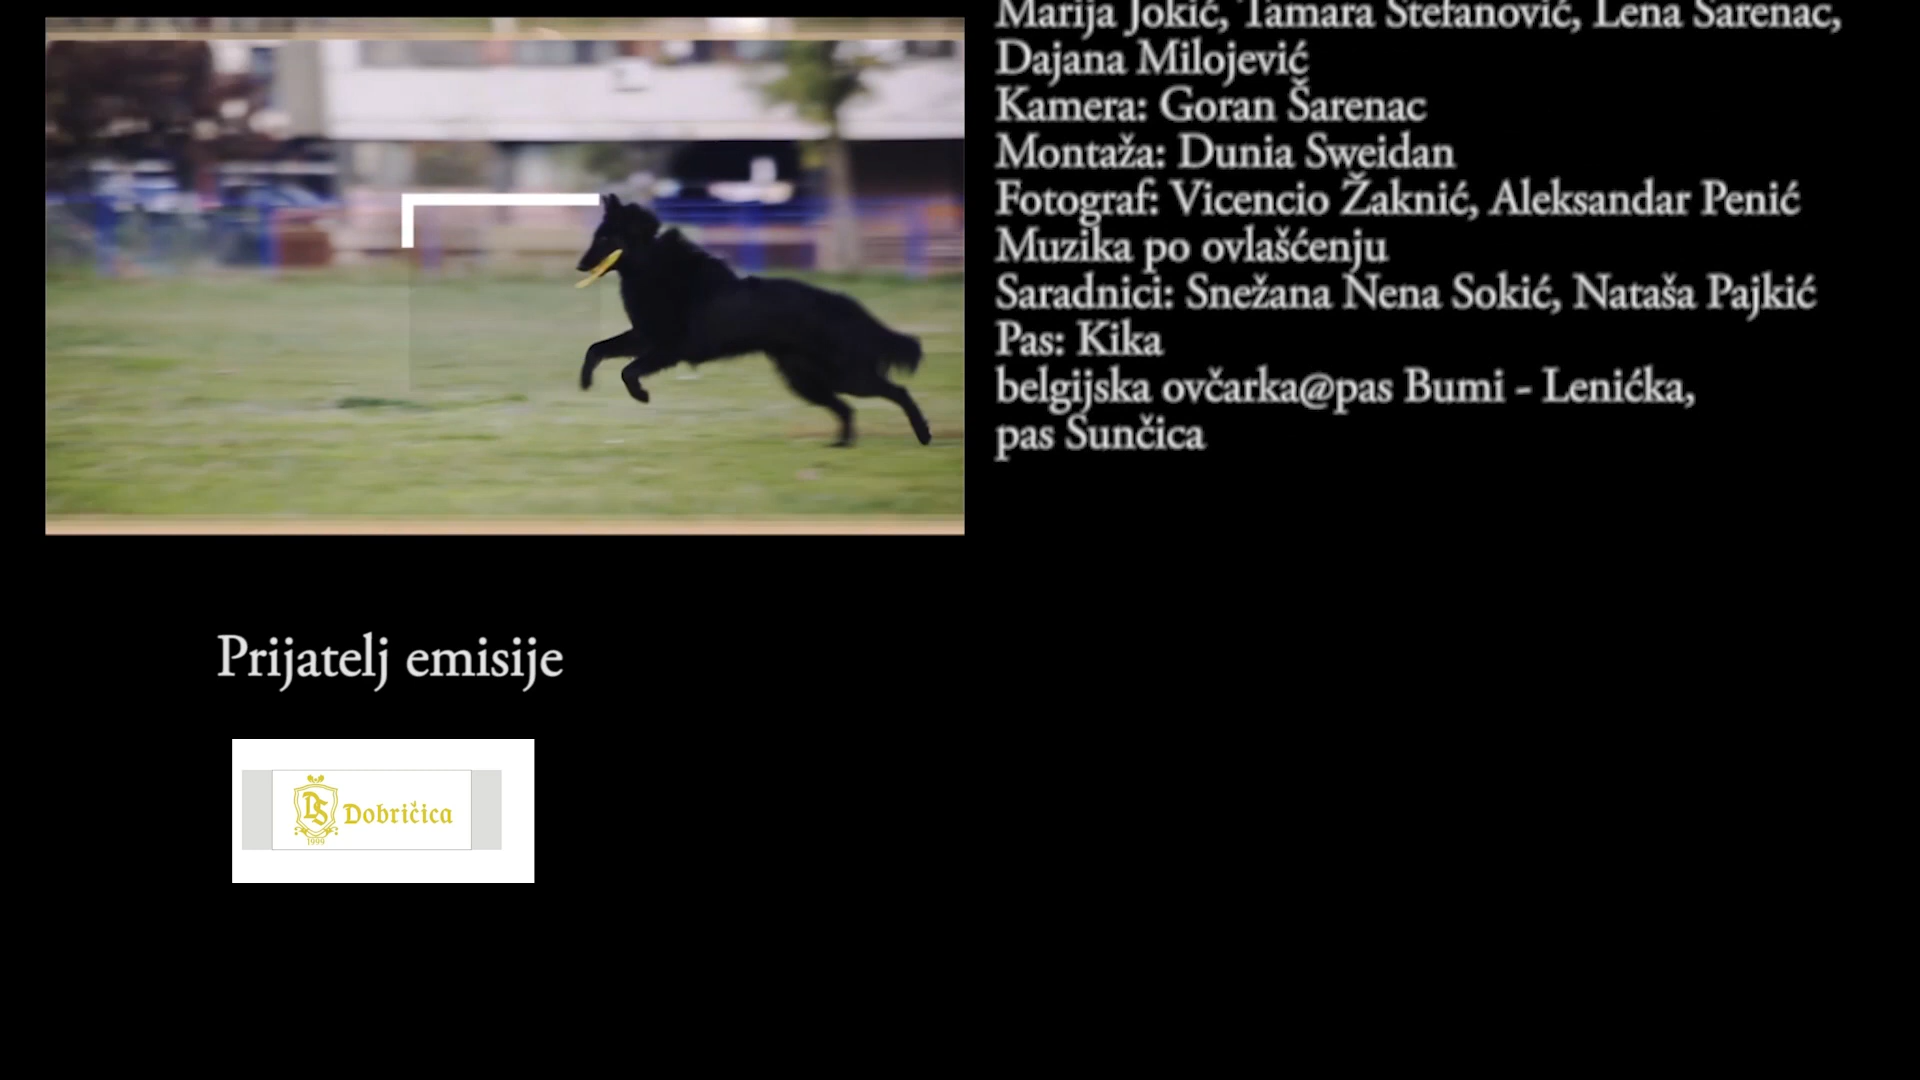 Marija Jokić, Tamara Stefanović, Lena Šarenac,
Dajana Milojević
Kamera: Goran Šarenac
Montaža: Dunia Sweidan
Fotograf: Vicencio Žaknić, Aleksandar Penić
Muzika po ovlašćenju
Saradnici: Snežana Nena Sokić, Nataša Pajkić
Pas: Kika
belgijska ovčarka@pas Bumi - Lenićka,
pas Sunčica
Prijatelj emisije
DS Dobričica
1999